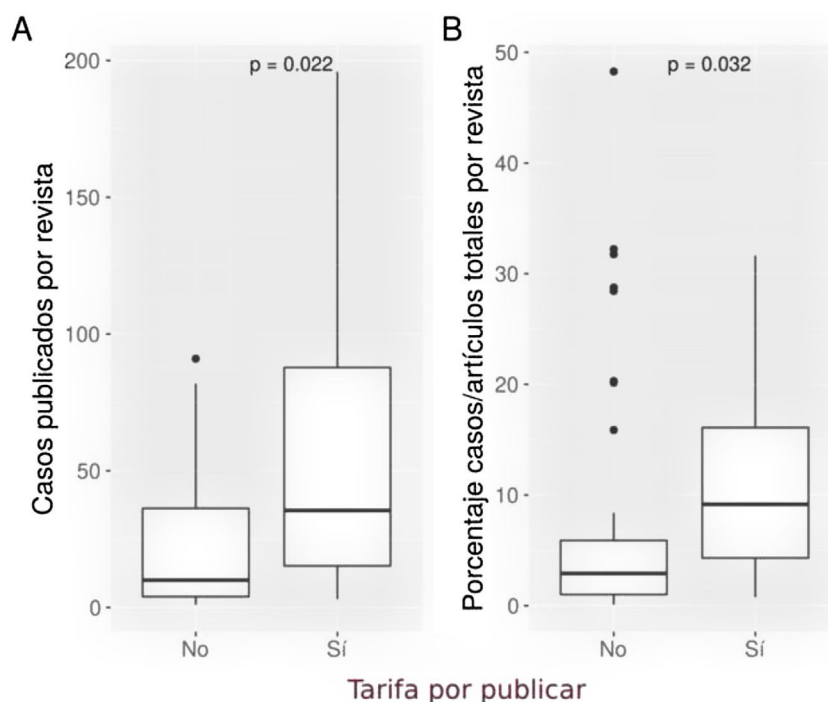 A
Casos publicados por revista
200
150
100
50
0
p = 0.022
No
Sí
B
Porcentaje casos/artículos totales por revista
50
40
30
20
10
0
p = 0.032
No
Sí
Tarifa por publicar